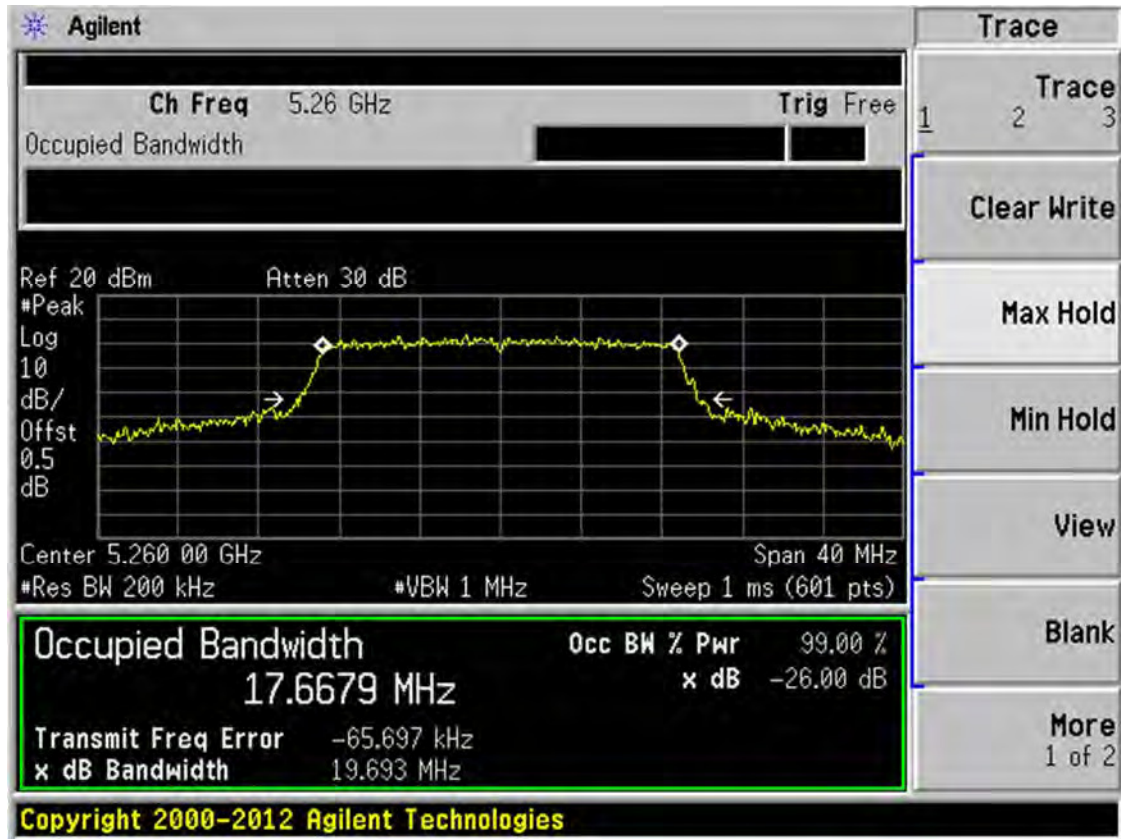 Agilent
Trace
Ch Freq 5.26 GHz Trig Free
Trace
1 2 3
Occupied Bandwidth
Clear Write
Ref 20 dBm Atten 30 dB
#Peak
Log
10
dB/
Offst
0.5
dB
Max Hold
Min Hold
View
Center 5.260 00 GHz Span 40 MHz
#Res BW 200 kHz #VBW 1 MHz Sweep 1 ms (601 pts)
Occupied Bandwidth Occ BW % Pwr 99.00 %
17.6679 MHz x dB -26.00 dB
Transmit Freq Error -65.697 kHz
x dB Bandwidth 19.693 MHz
Blank
More
1 of 2
Copyright 2000-2012 Agilent Technologies